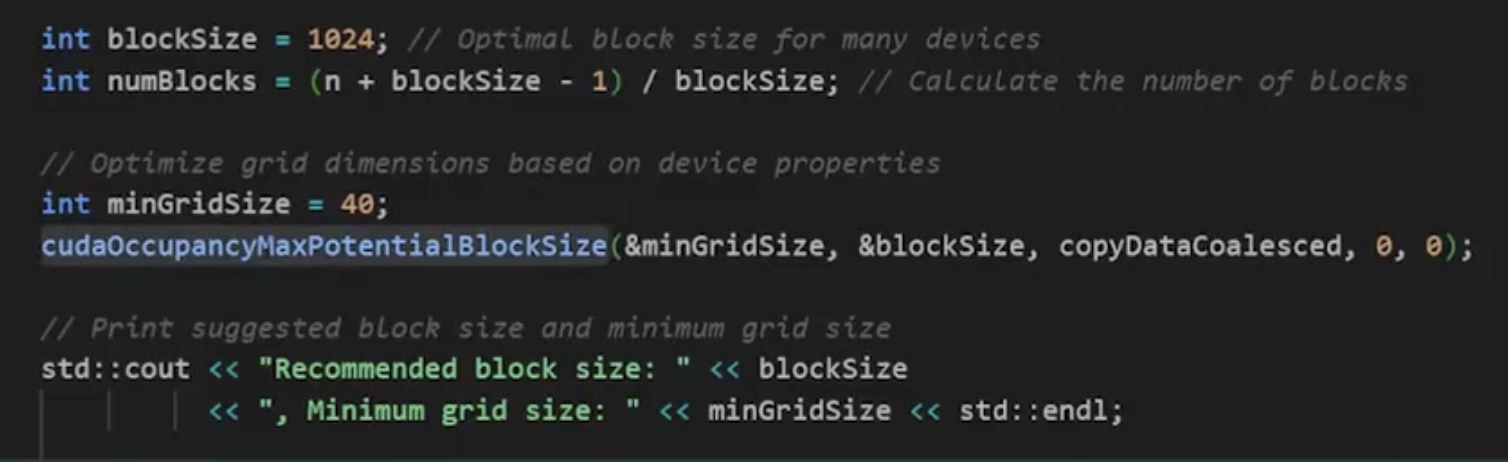 int blockSize = 1024; // Optimal block size for many devices
int numBlocks = (n + blockSize - 1) / blockSize; // Calculate the number of blocks
// Optimize grid dimensions based on device properties
int minGridSize = 40;
cudaOccupancyMaxPotentialBlockSize(&minGridSize, &blockSize, copyDataCoalesced, 0, 0);
// Print suggested block size and minimum grid size
std::cout << "Recommended block size: " << blockSize
<< ", Minimum grid size: " << minGridSize << std::endl;